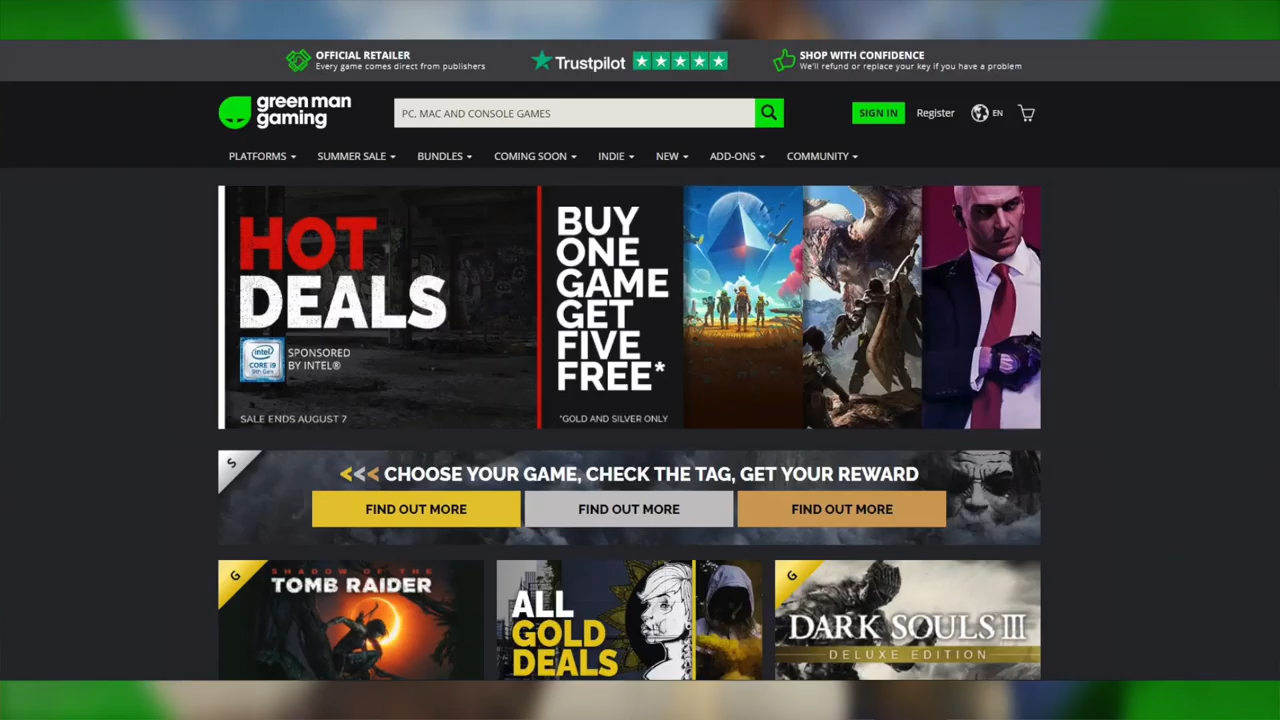 OFFICIAL RETAILER
Every game comes direct from publishers
Trustpilot
SHOP WITH CONFIDENCE
We'll refund or replace your key if you have a problem
green man
gaming
PC, MAC AND CONSOLE GAMES
SIGN IN
Register
EN
PLATFORMS
SUMMER SALE
BUNDLES
COMING SOON
INDIE
NEW
ADD-ONS
COMMUNITY
HOT
DEALS
intel
CORE i9
9th Gen
SPONSORED
BY INTEL®
SALE ENDS AUGUST 7
BUY
ONE
GAME
GET
FIVE
FREE*
*GOLD AND SILVER ONLY
S
<<< CHOOSE YOUR GAME, CHECK THE TAG, GET YOUR REWARD
FIND OUT MORE
FIND OUT MORE
FIND OUT MORE
G
SHADOW OF THE
TOMB RAIDER
ALL
GOLD
DEALS
G
DARK SOULS III
DELUXE EDITION